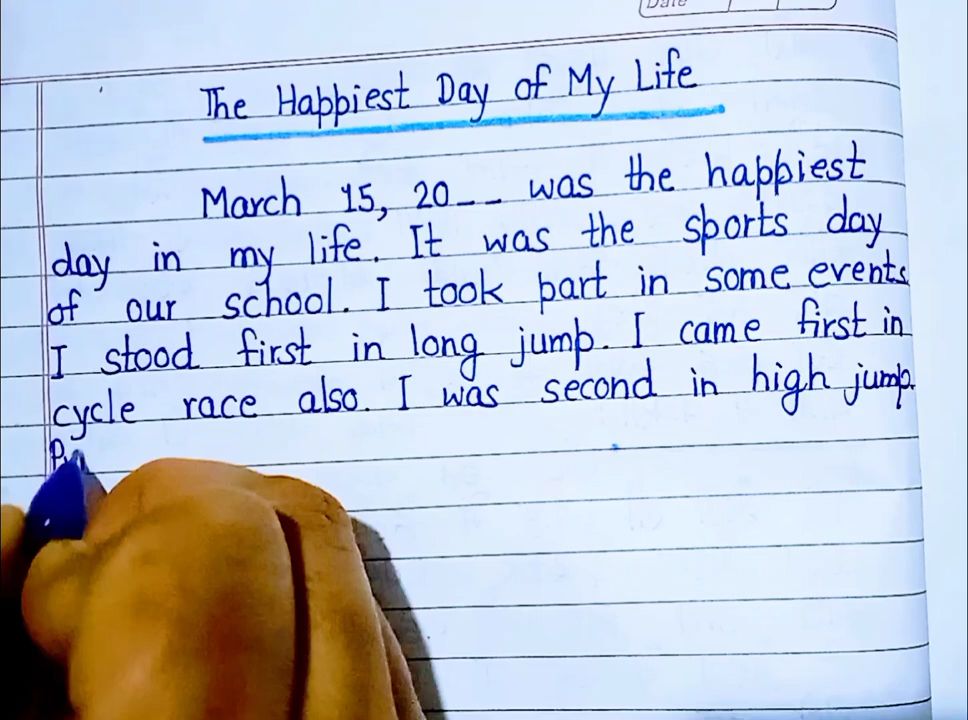 Date
The Happiest Day of My Life
March 15, 20__ was the happiest
day in my life. It was the sports day
of our school. I took part in some events.
I stood first in long jump. I came first in
cycle race also. I was second in high jump.